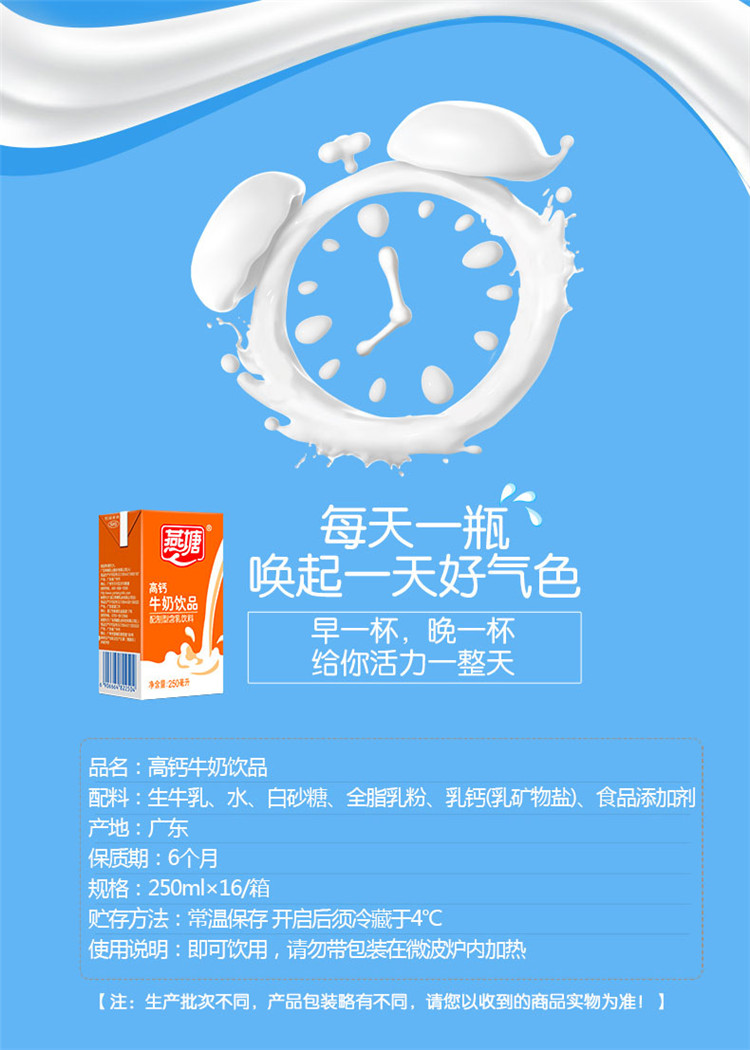 燕塘
®
高钙
牛奶饮品
配制型含乳饮料
净含量:250毫升
每天一瓶
唤起一天好气色
早一杯，晚一杯
给你活力一整天
品名：高钙牛奶饮品
配料：生牛乳、水、白砂糖、全脂乳粉、乳钙(乳矿物盐)、食品添加剂
产地：广东
保质期：6个月
规格：250ml×16/箱
贮存方法：常温保存 开启后须冷藏于4℃
使用说明：即可饮用，请勿带包装在微波炉内加热
【 注：生产批次不同，产品包装略有不同，请您以收到的商品实物为准！ 】